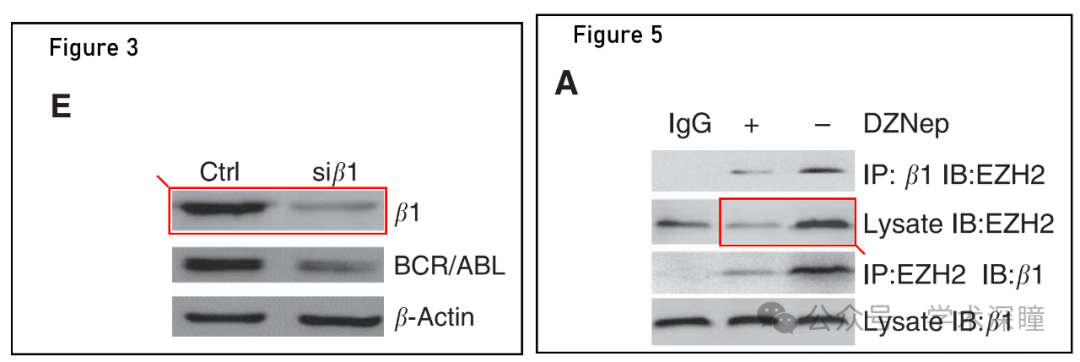 Figure 3
E
Ctrl siβ1
β1
BCR/ABL
β-Actin
Figure 5
A
IgG + − DZNep
IP: β1 IB:EZH2
Lysate IB:EZH2
IP:EZH2 IB:β1
Lysate IB:β1
公众号 学术深瞳